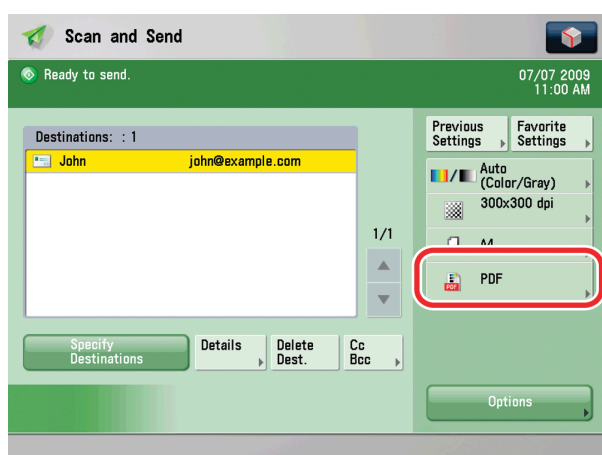 Scan and Send
Ready to send.
07/07 2009
11:00 AM
Destinations: : 1
John john@example.com
1/1
Previous
Settings
Favorite
Settings
Auto
(Color/Gray)
300x300 dpi
A4
PDF
PDF
Specify
Destinations
Details
Delete
Dest.
Cc
Bcc
Options